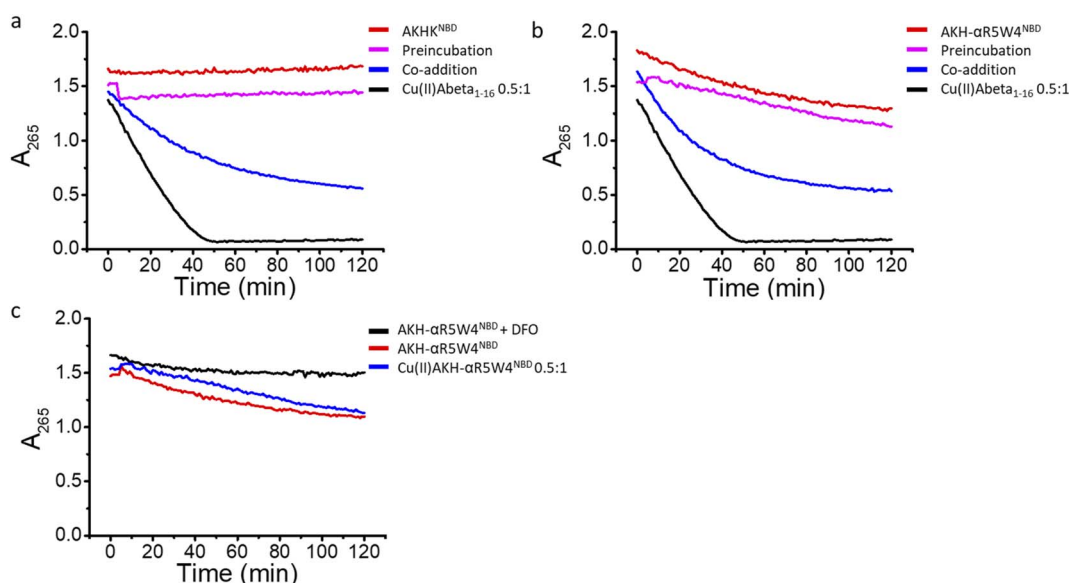 a
2.0
1.5
1.0
0.5
0.0
A265
0 20 40 60 80 100 120
Time (min)
AKHKNBD
Preincubation
Co-addition
Cu(II)Abeta1-16 0.5:1
b
2.0
1.5
1.0
0.5
0.0
A265
0 20 40 60 80 100 120
Time (min)
AKH-αR5W4NBD
Preincubation
Co-addition
Cu(II)Abeta1-16 0.5:1
c
2.0
1.5
1.0
0.5
0.0
A265
0 20 40 60 80 100 120
Time (min)
AKH-αR5W4NBD + DFO
AKH-αR5W4NBD
Cu(II)AKH-αR5W4NBD 0.5:1